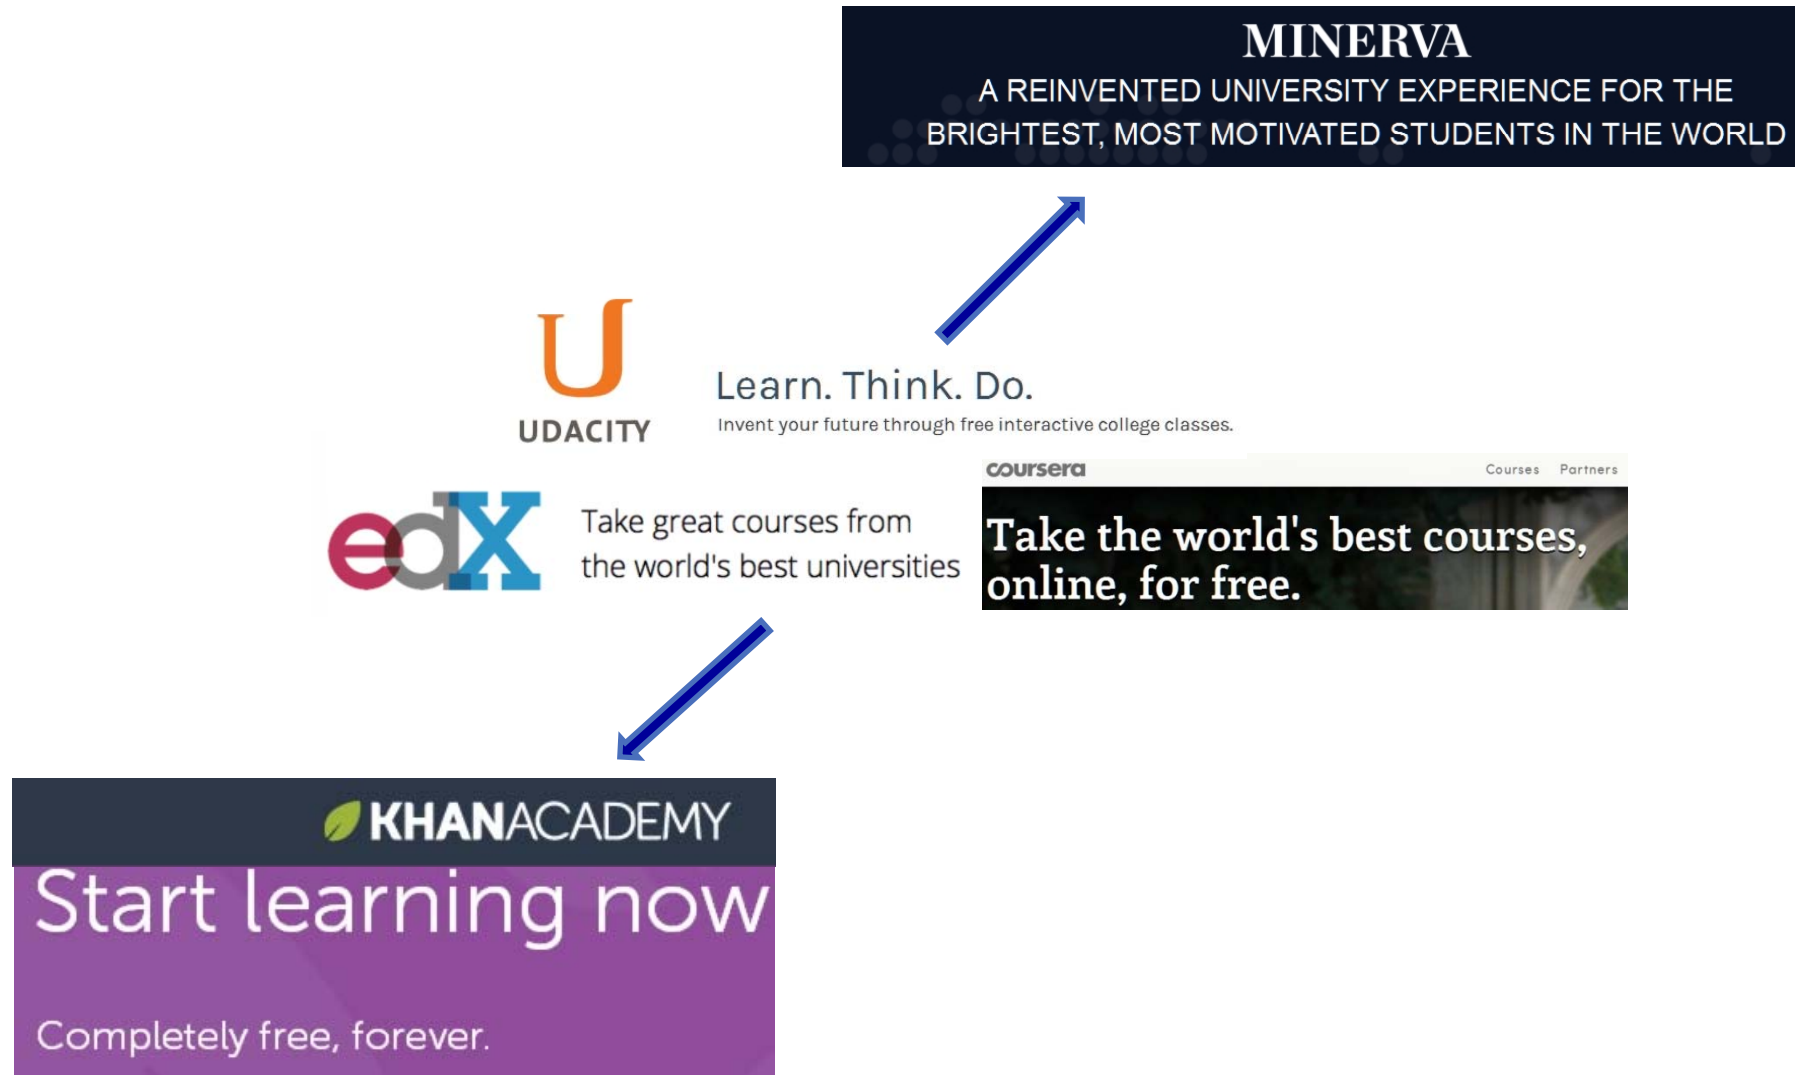 MINERVA
A REINVENTED UNIVERSITY EXPERIENCE FOR THE
BRIGHTEST, MOST MOTIVATED STUDENTS IN THE WORLD
U
UDACITY
Learn. Think. Do.
Invent your future through free interactive college classes.
edX
Take great courses from
the world's best universities
coursera
Courses Partners
Take the world's best courses,
online, for free.
KHANACADEMY
Start learning now
Completely free, forever.